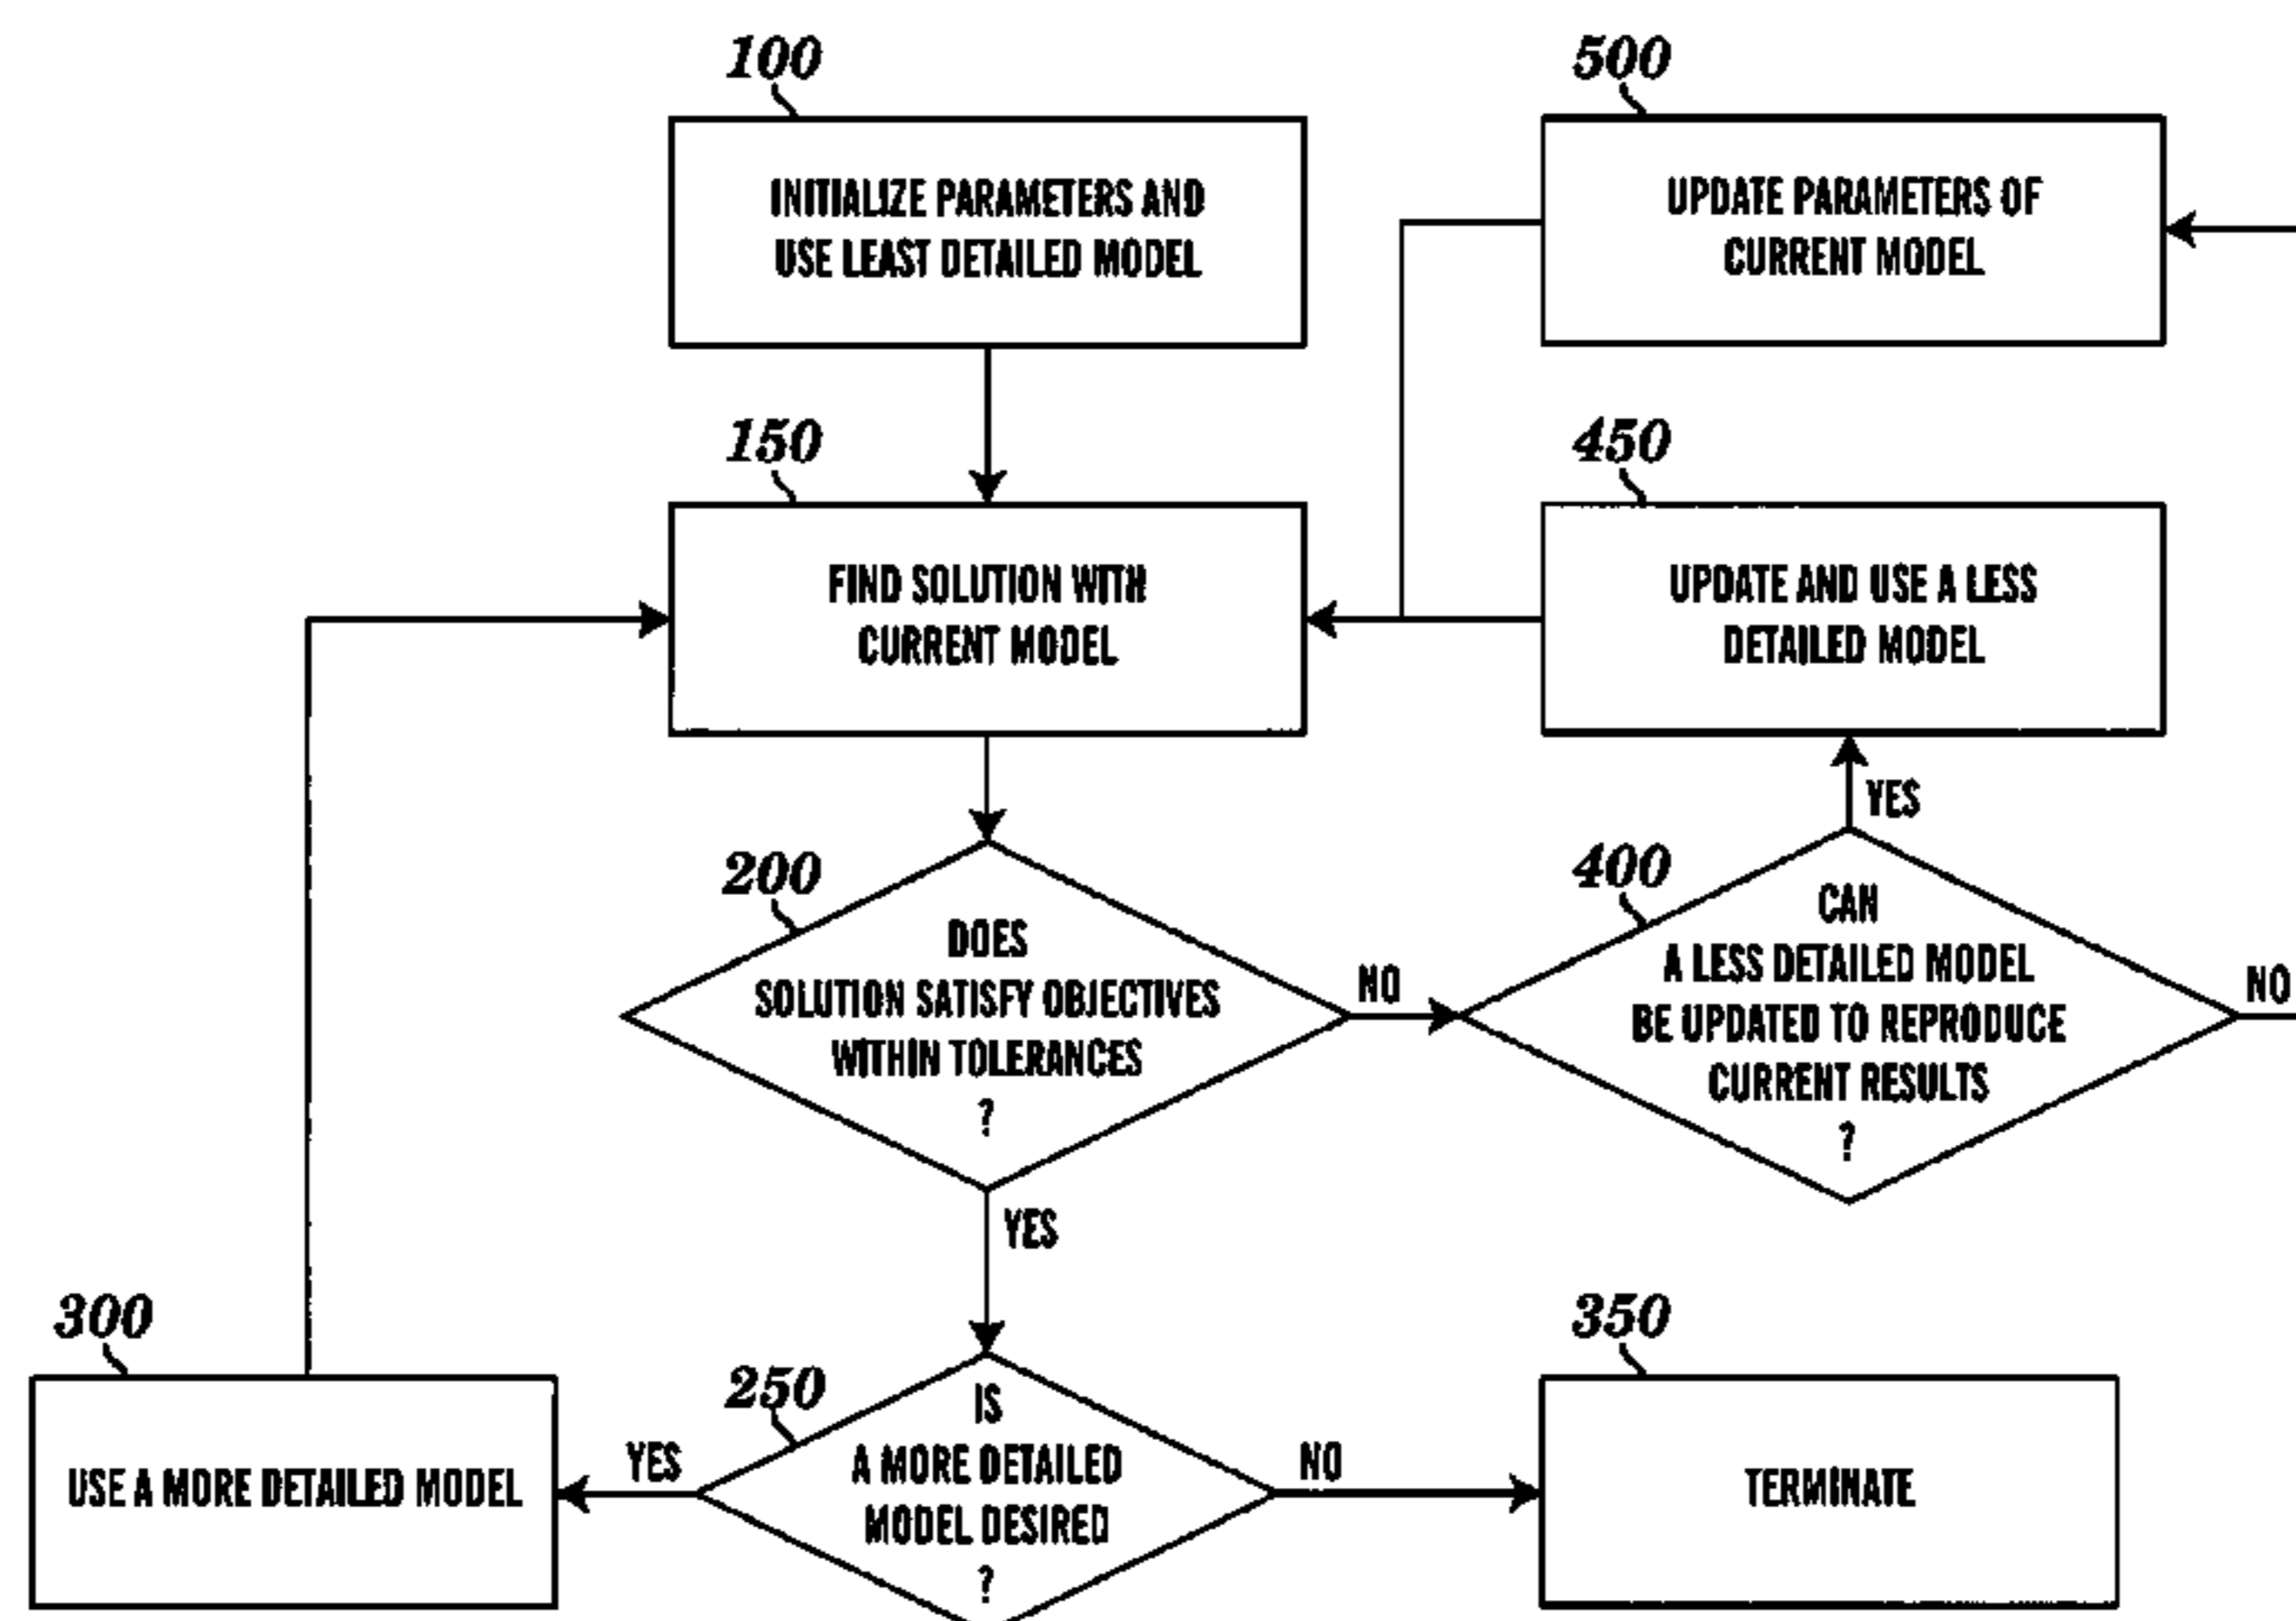 100
INITIALIZE PARAMETERS AND
USE LEAST DETAILED MODEL
500
UPDATE PARAMETERS OF
CURRENT MODEL
150
FIND SOLUTION WITH
CURRENT MODEL
450
UPDATE AND USE A LESS
DETAILED MODEL
YES
200
DOES
SOLUTION SATISFY OBJECTIVES
WITHIN TOLERANCES
?
NO
400
CAN
A LESS DETAILED MODEL
BE UPDATED TO REPRODUCE
CURRENT RESULTS
?
NO
YES
300
USE A MORE DETAILED MODEL
YES
250
IS
A MORE DETAILED
MODEL DESIRED
?
NO
350
TERMINATE